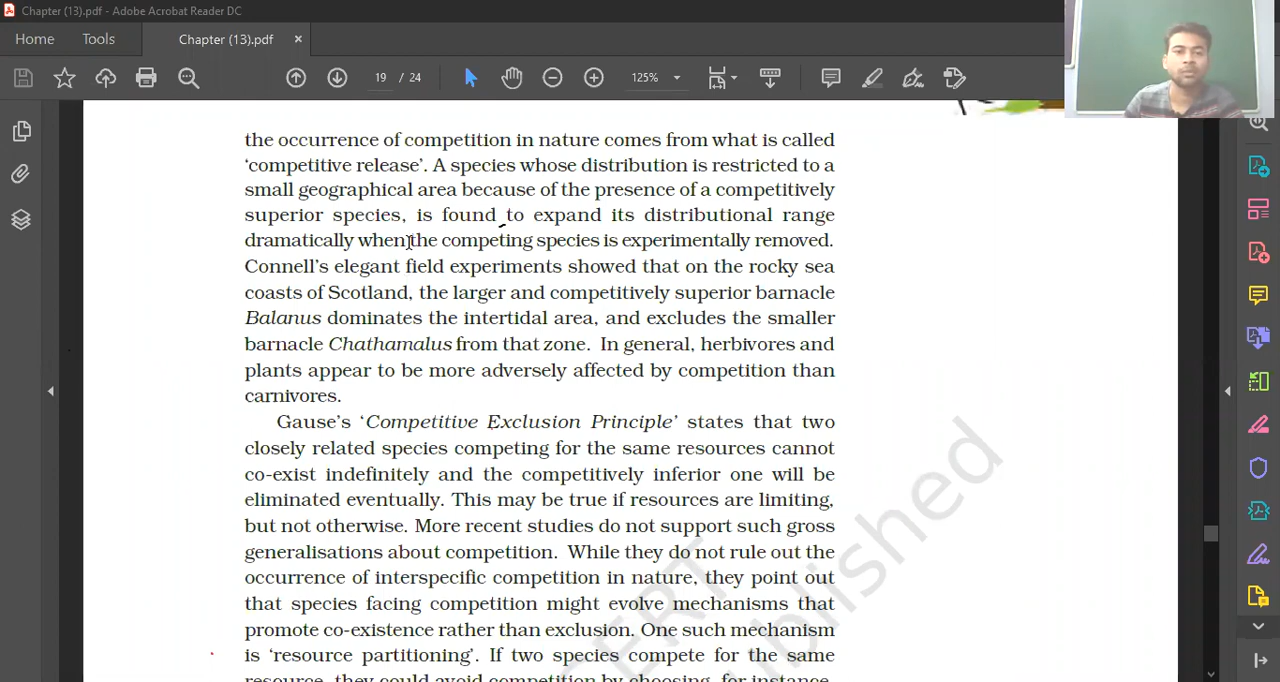 Chapter (13).pdf - Adobe Acrobat Reader DC
Home Tools Chapter (13).pdf ×
19 / 24 125%
the occurrence of competition in nature comes from what is called
‘competitive release’. A species whose distribution is restricted to a
small geographical area because of the presence of a competitively
superior species, is found to expand its distributional range
dramatically when the competing species is experimentally removed.
Connell’s elegant field experiments showed that on the rocky sea
coasts of Scotland, the larger and competitively superior barnacle
Balanus dominates the intertidal area, and excludes the smaller
barnacle Chathamalus from that zone. In general, herbivores and
plants appear to be more adversely affected by competition than
carnivores.
Gause’s ‘Competitive Exclusion Principle’ states that two
closely related species competing for the same resources cannot
co-exist indefinitely and the competitively inferior one will be
eliminated eventually. This may be true if resources are limiting,
but not otherwise. More recent studies do not support such gross
generalisations about competition. While they do not rule out the
occurrence of interspecific competition in nature, they point out
that species facing competition might evolve mechanisms that
promote co-existence rather than exclusion. One such mechanism
is ‘resource partitioning’. If two species compete for the same
resource, they could avoid competition by choosing, for instance,